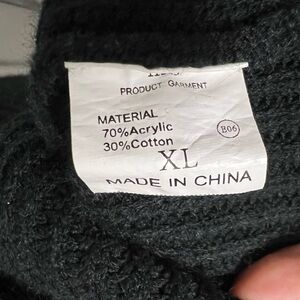 PRODUCT GARMENT
MATERIAL
70%Acrylic
30%Cotton
B06
XL
MADE IN CHINA